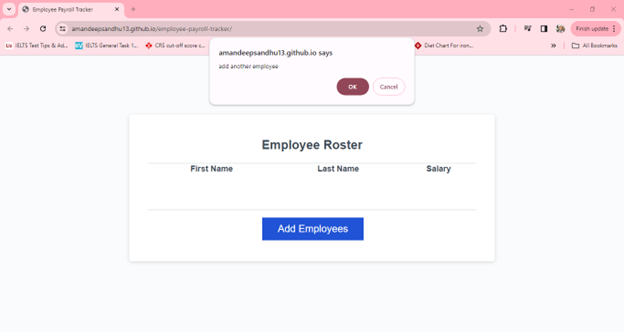 Employee Payroll Tracker
amandeepsandhu13.github.io/employee-payroll-tracker/
Finish update
IELTS Test Tips & Ad...
IELTS General Task 1...
CRS cut-off score c...
Diet Chart For non...
All Bookmarks
amandeepsandhu13.github.io says
add another employee
OK
Cancel
Employee Roster
First Name Last Name Salary
Add Employees